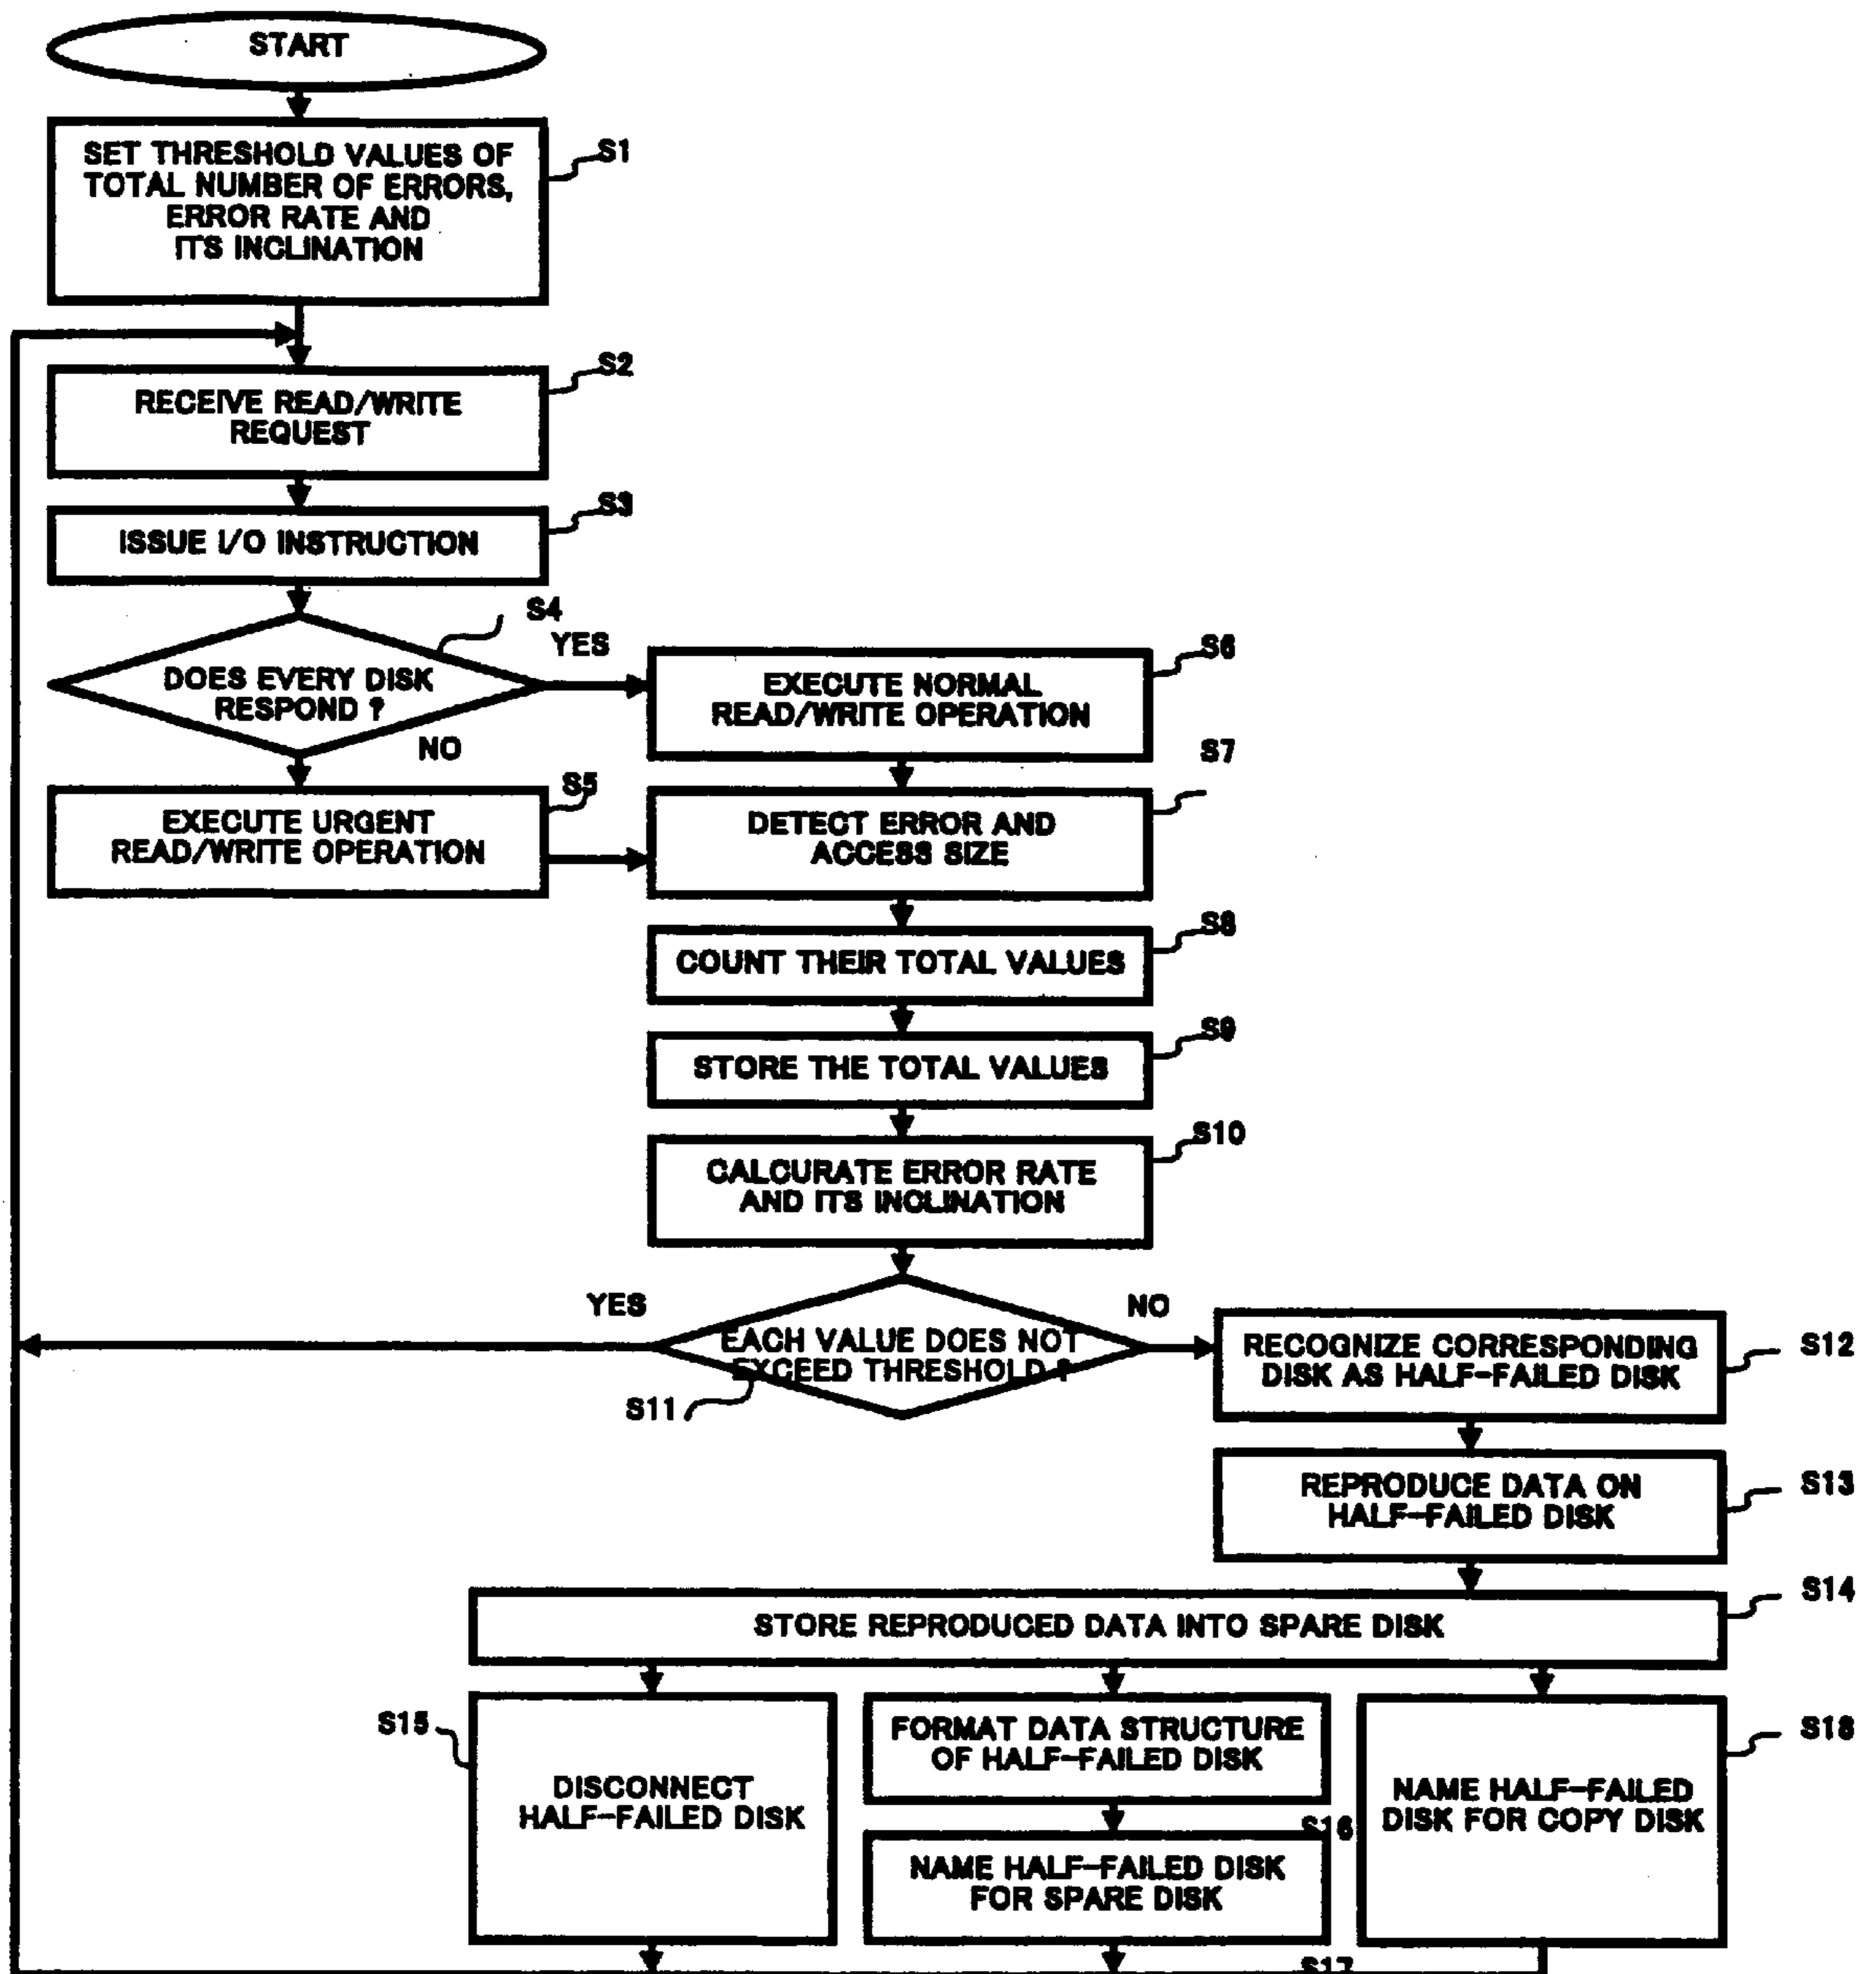 START
SET THRESHOLD VALUES OF
TOTAL NUMBER OF ERRORS,
ERROR RATE AND
ITS INCLINATION
S1
RECEIVE READ/WRITE
REQUEST
S2
ISSUE I/O INSTRUCTION
S3
DOES EVERY DISK
RESPOND ?
S4
YES
NO
EXECUTE URGENT
READ/WRITE OPERATION
S5
EXECUTE NORMAL
READ/WRITE OPERATION
S6
DETECT ERROR AND
ACCESS SIZE
S7
COUNT THEIR TOTAL VALUES
S8
STORE THE TOTAL VALUES
S9
CALCURATE ERROR RATE
AND ITS INCLINATION
S10
YES
NO
EACH VALUE DOES NOT
EXCEED THRESHOLD ?
S11
RECOGNIZE CORRESPONDING
DISK AS HALF-FAILED DISK
S12
REPRODUCE DATA ON
HALF-FAILED DISK
S13
STORE REPRODUCED DATA INTO SPARE DISK
S14
DISCONNECT
HALF-FAILED DISK
S15
FORMAT DATA STRUCTURE
OF HALF-FAILED DISK
S16
NAME HALF-FAILED DISK
FOR SPARE DISK
S17
NAME HALF-FAILED
DISK FOR COPY DISK
S18